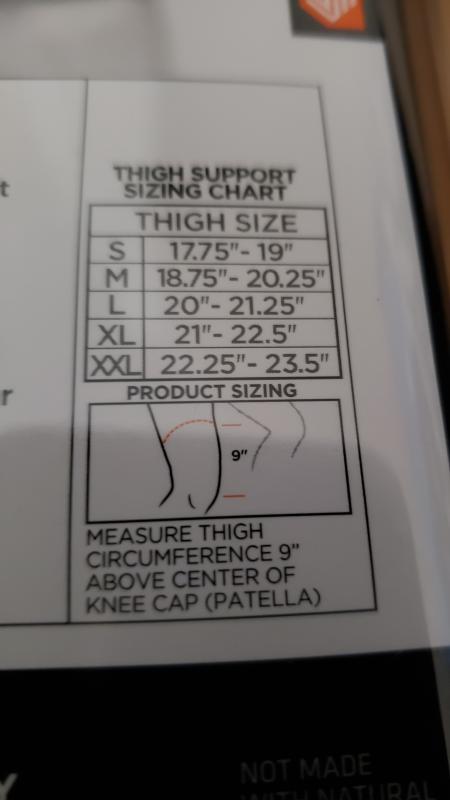 t
THIGH SUPPORT
SIZING CHART
THIGH SIZE
S 17.75"- 19"
M 18.75"- 20.25"
L 20"- 21.25"
XL 21"- 22.5"
XXL 22.25"- 23.5"
r
PRODUCT SIZING
9"
MEASURE THIGH
CIRCUMFERENCE 9"
ABOVE CENTER OF
KNEE CAP (PATELLA)
Y
NOT MADE
WITH NATURAL